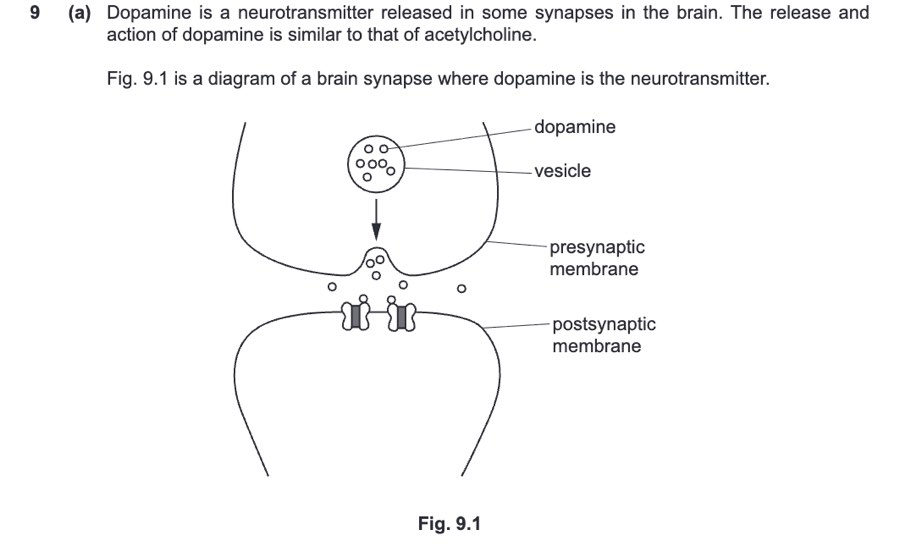 9 (a) Dopamine is a neurotransmitter released in some synapses in the brain. The release and
action of dopamine is similar to that of acetylcholine.
Fig. 9.1 is a diagram of a brain synapse where dopamine is the neurotransmitter.
dopamine
vesicle
presynaptic
membrane
postsynaptic
membrane
Fig. 9.1